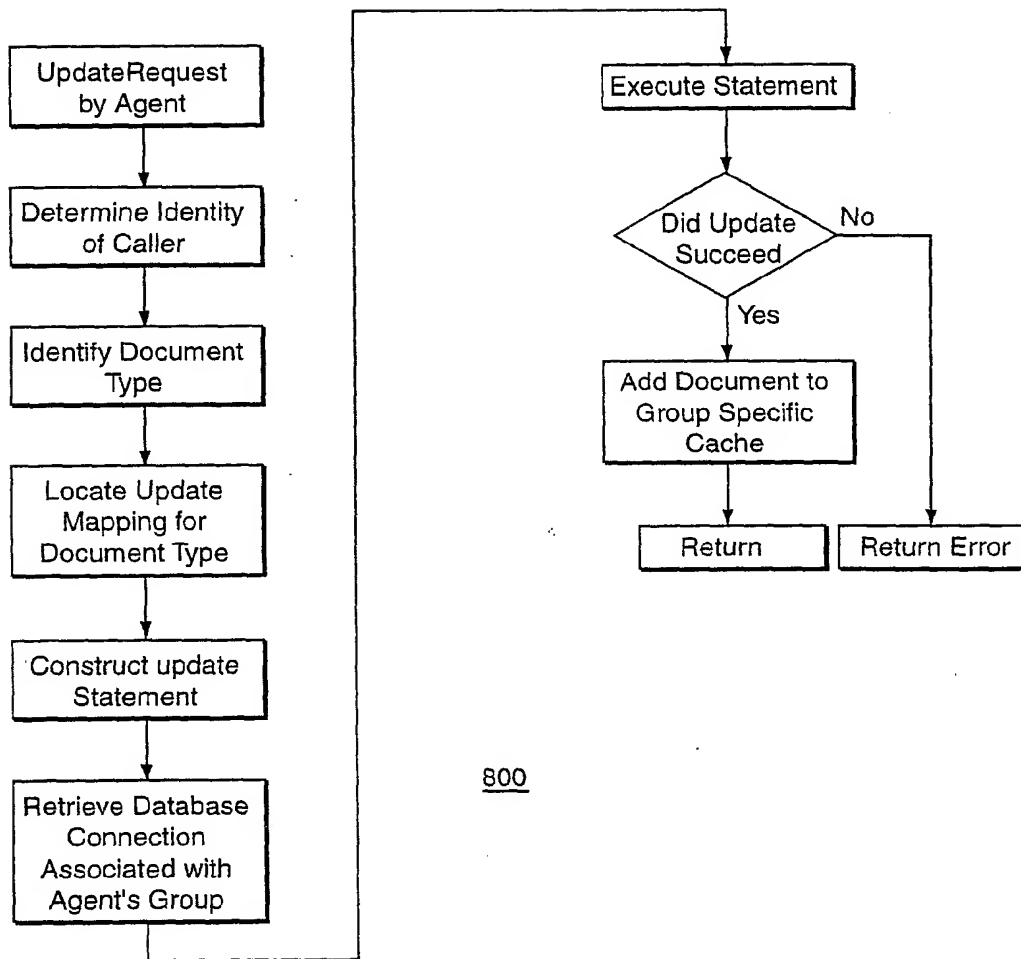 UpdateRequest
by Agent
Determine Identity
of Caller
Identify Document
Type
Locate Update
Mapping for
Document Type
Construct update
Statement
Retrieve Database
Connection
Associated with
Agent's Group
Execute Statement
Did Update
Succeed
No
Yes
Add Document to
Group Specific
Cache
Return
Return Error
800